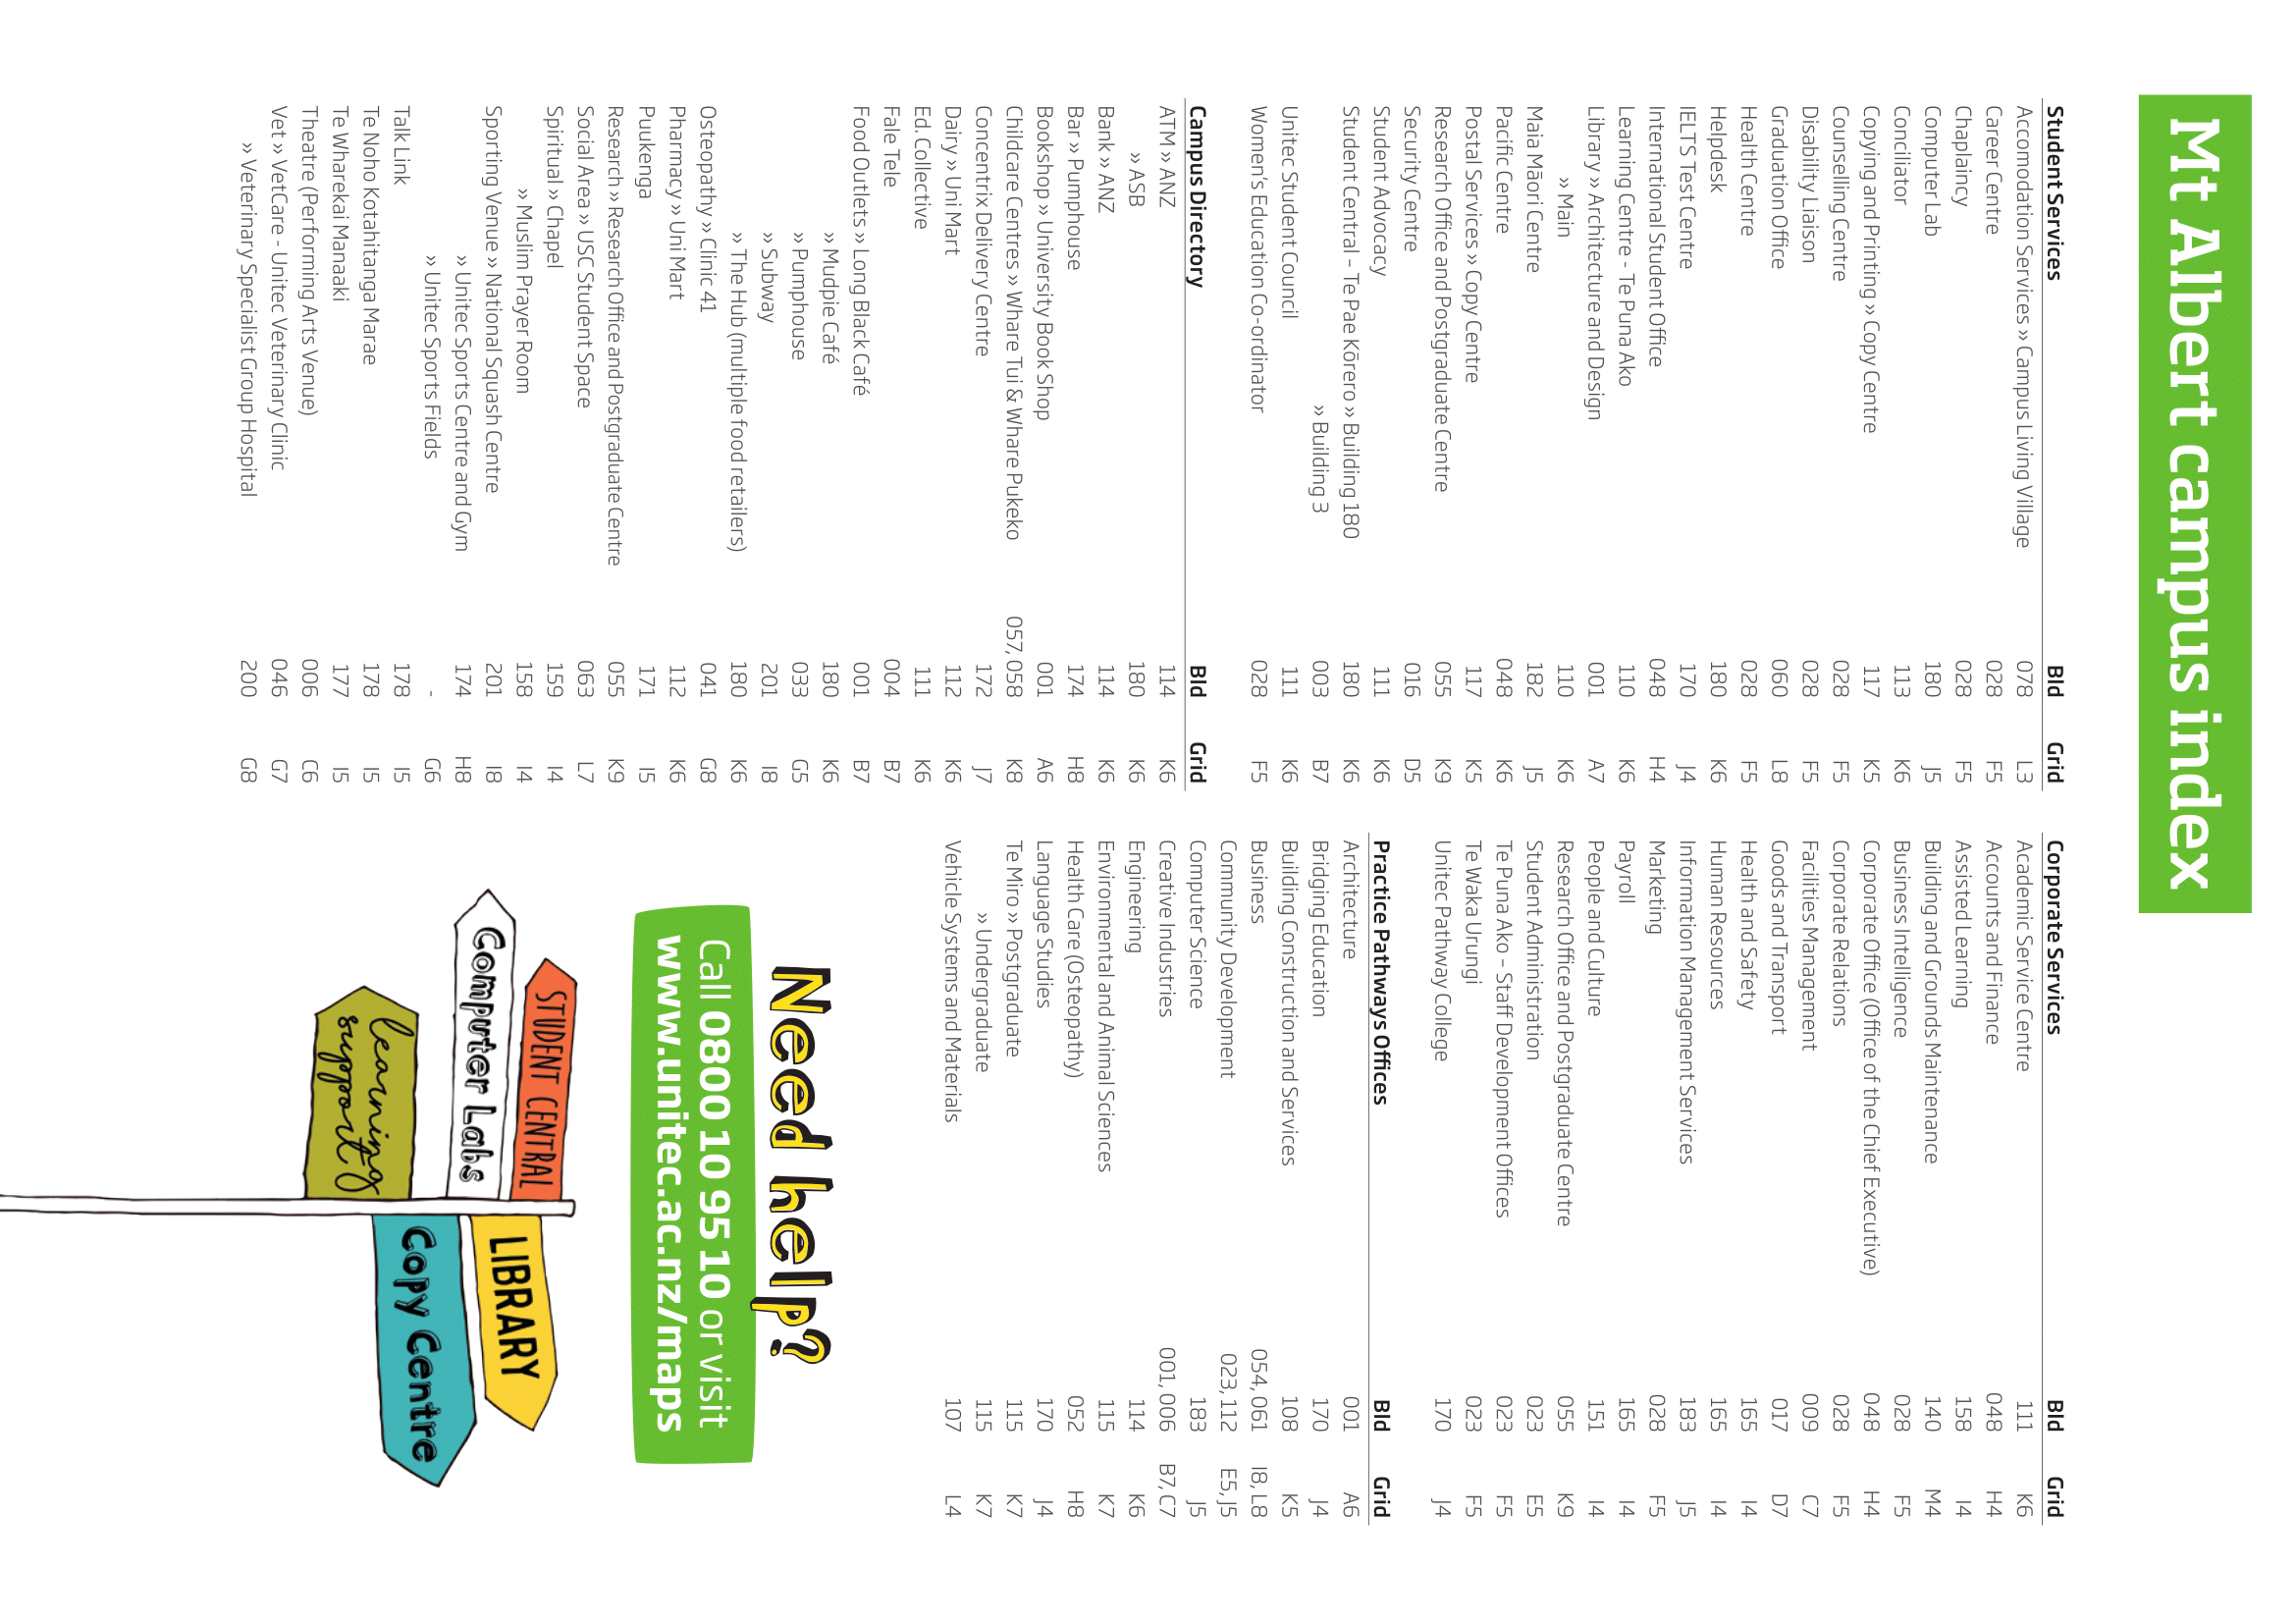 Mt Albert campus index
Student Services Bld Grid
Accomodation Services ›› Campus Living Village 078 L3
Career Centre 028 F5
Chaplaincy 028 F5
Computer Lab 180 J5
Conciliator 113 K6
Copying and Printing ›› Copy Centre 117 K5
Counselling Centre 028 F5
Disability Liaison 028 F5
Graduation Office 060 L8
Health Centre 028 F5
Helpdesk 180 K6
IELTS Test Centre 170 J4
International Student Office 048 H4
Learning Centre - Te Puna Ako 110 K6
Library ›› Architecture and Design 001 A7
›› Main 110 K6
Maia Māori Centre 182 J5
Pacific Centre 048 K6
Postal Services ›› Copy Centre 117 K5
Research Office and Postgraduate Centre 055 K9
Security Centre 016 D5
Student Advocacy 111 K6
Student Central – Te Pae Kōrero ›› Building 180 180 K6
›› Building 3 003 B7
Unitec Student Council 111 K6
Women's Education Co-ordinator 028 F5
Campus Directory Bld Grid
ATM ›› ANZ 114 K6
›› ASB 180 K6
Bank ›› ANZ 114 K6
Bar ›› Pumphouse 174 H8
Bookshop ›› University Book Shop 001 A6
Childcare Centres ›› Whare Tui & Whare Pukeko 057, 058 K8
Concentrix Delivery Centre 172 J7
Dairy ›› Uni Mart 112 K6
Ed. Collective 111 K6
Fale Tele 004 B7
Food Outlets ›› Long Black Café 001 B7
›› Mudpie Café 180 K6
›› Pumphouse 033 G5
›› Subway 201 I8
›› The Hub (multiple food retailers) 180 K6
Osteopathy ›› Clinic 41 041 G8
Pharmacy ›› Uni Mart 112 K6
Puukenga 171 I5
Research ›› Research Office and Postgraduate Centre 055 K9
Social Area ›› USC Student Space 063 L7
Spiritual ›› Chapel 159 I4
›› Muslim Prayer Room 158 I4
Sporting Venue ›› National Squash Centre 201 I8
›› Unitec Sports Centre and Gym 174 H8
›› Unitec Sports Fields - G6
Talk Link 178 I5
Te Noho Kotahitanga Marae 178 I5
Te Wharekai Manaaki 177 I5
Theatre (Performing Arts Venue) 006 C6
Vet ›› VetCare - Unitec Veterinary Clinic 046 G7
›› Veterinary Specialist Group Hospital 200 G8
Corporate Services Bld Grid
Academic Service Centre 111 K6
Accounts and Finance 048 H4
Assisted Learning 158 I4
Building and Grounds Maintenance 140 M4
Business Intelligence 028 F5
Corporate Office (Office of the Chief Executive) 048 H4
Corporate Relations 028 F5
Facilities Management 009 C7
Goods and Transport 017 D7
Health and Safety 165 I4
Human Resources 165 I4
Information Management Services 183 J5
Marketing 028 F5
Payroll 165 I4
People and Culture 151 I4
Research Office and Postgraduate Centre 055 K9
Student Administration 023 E5
Te Puna Ako – Staff Development Offices 023 F5
Te Waka Urungi 023 F5
Unitec Pathway College 170 J4
Practice Pathways Offices Bld Grid
Architecture 001 A6
Bridging Education 170 J4
Building Construction and Services 108 K5
Business 054, 061 I8, L8
Community Development 023, 112 E5, J5
Computer Science 183 J5
Creative Industries 001, 006 B7, C7
Engineering 114 K6
Environmental and Animal Sciences 115 K7
Health Care (Osteopathy) 052 H8
Language Studies 170 J4
Te Miro ›› Postgraduate 115 K7
›› Undergraduate 115 K7
Vehicle Systems and Materials 107 L4
Need help?
Call 0800 10 95 10 or visit
www.unitec.ac.nz/maps
STUDENT CENTRAL
LIBRARY
Computer Labs
Copy Centre
learning
support